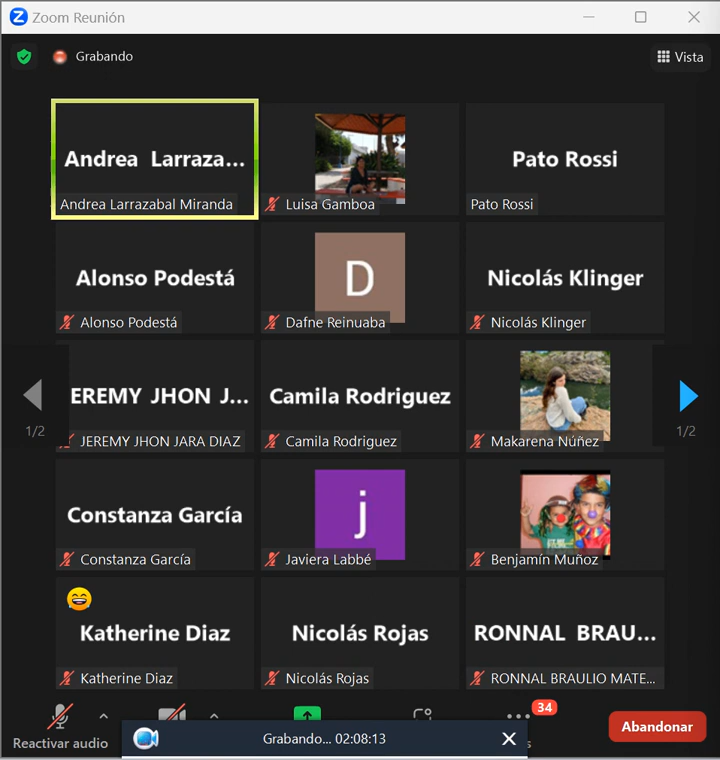 Zoom Reunión
Grabando
Vista
Andrea Larraza...
Andrea Larrazabal Miranda
Luisa Gamboa
Pato Rossi
Pato Rossi
Alonso Podestá
Alonso Podestá
D
Dafne Reinuaba
Nicolás Klinger
Nicolás Klinger
EREMY JHON J...
JEREMY JHON JARA DIAZ
Camila Rodriguez
Camila Rodriguez
Makarena Núñez
1/2
1/2
Constanza García
Constanza García
j
Javiera Labbé
Benjamín Muñoz
Katherine Diaz
Katherine Diaz
Nicolás Rojas
Nicolás Rojas
RONNAL BRAU...
RONNAL BRAULIO MATE...
34
Reactivar audio
Grabando... 02:08:13
Abandonar